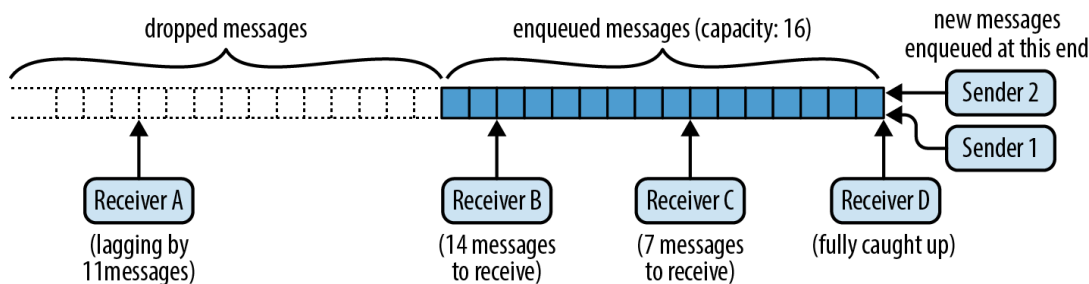 dropped messages
enqueued messages (capacity: 16)
new messages
enqueued at this end
Sender 2
Sender 1
Receiver A
(lagging by
11messages)
Receiver B
(14 messages
to receive)
Receiver C
(7 messages
to receive)
Receiver D
(fully caught up)